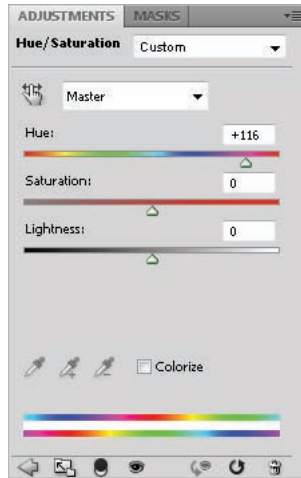 ADJUSTMENTS MASKS
Hue/Saturation Custom
Master
Hue: +116
Saturation: 0
Lightness: 0
Colorize